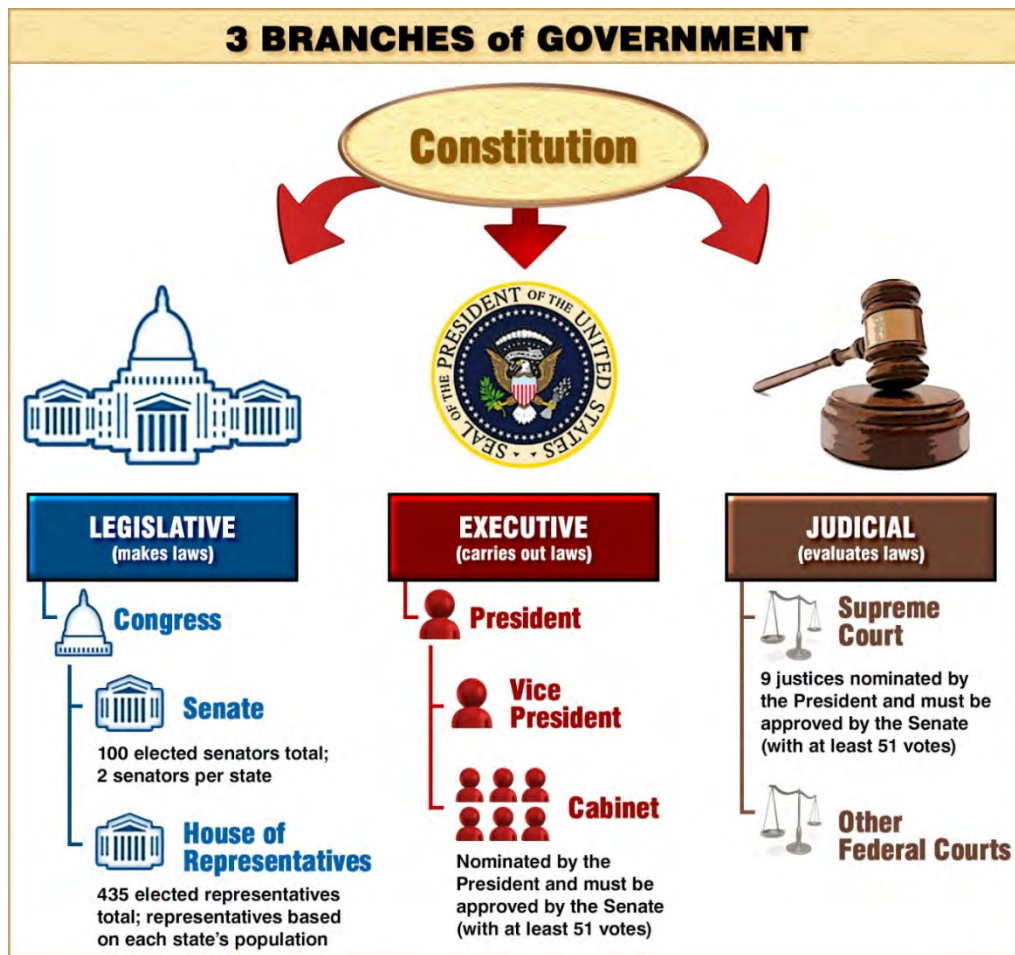 3 BRANCHES of GOVERNMENT
Constitution
SEAL OF THE PRESIDENT OF THE UNITED STATES
LEGISLATIVE
(makes laws)
Congress
Senate
100 elected senators total;
2 senators per state
House of
Representatives
435 elected representatives
total; representatives based
on each state's population
EXECUTIVE
(carries out laws)
President
Vice
President
Cabinet
Nominated by the
President and must be
approved by the Senate
(with at least 51 votes)
JUDICIAL
(evaluates laws)
Supreme
Court
9 justices nominated by
the President and must be
approved by the Senate
(with at least 51 votes)
Other
Federal Courts